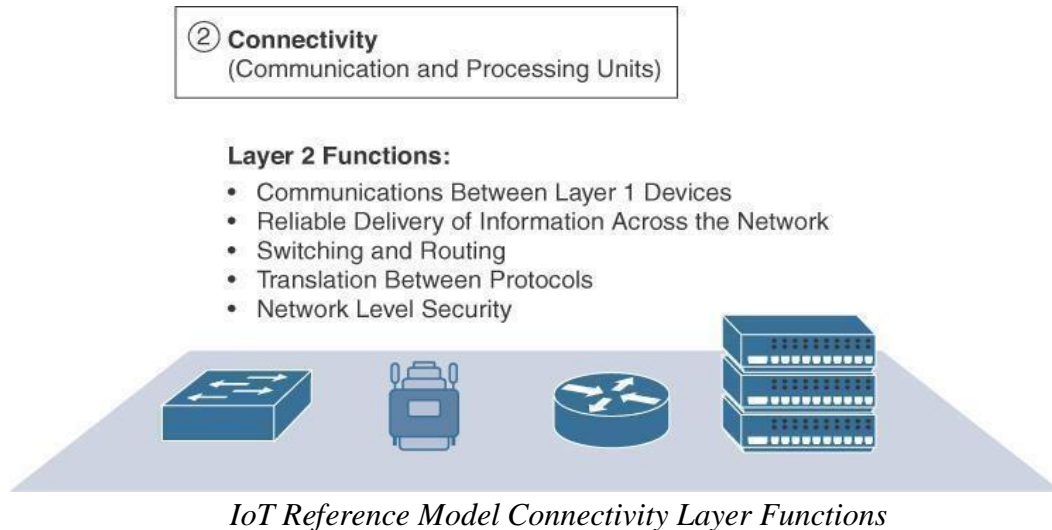 ② Connectivity
(Communication and Processing Units)
Layer 2 Functions:
• Communications Between Layer 1 Devices
• Reliable Delivery of Information Across the Network
• Switching and Routing
• Translation Between Protocols
• Network Level Security
IoT Reference Model Connectivity Layer Functions